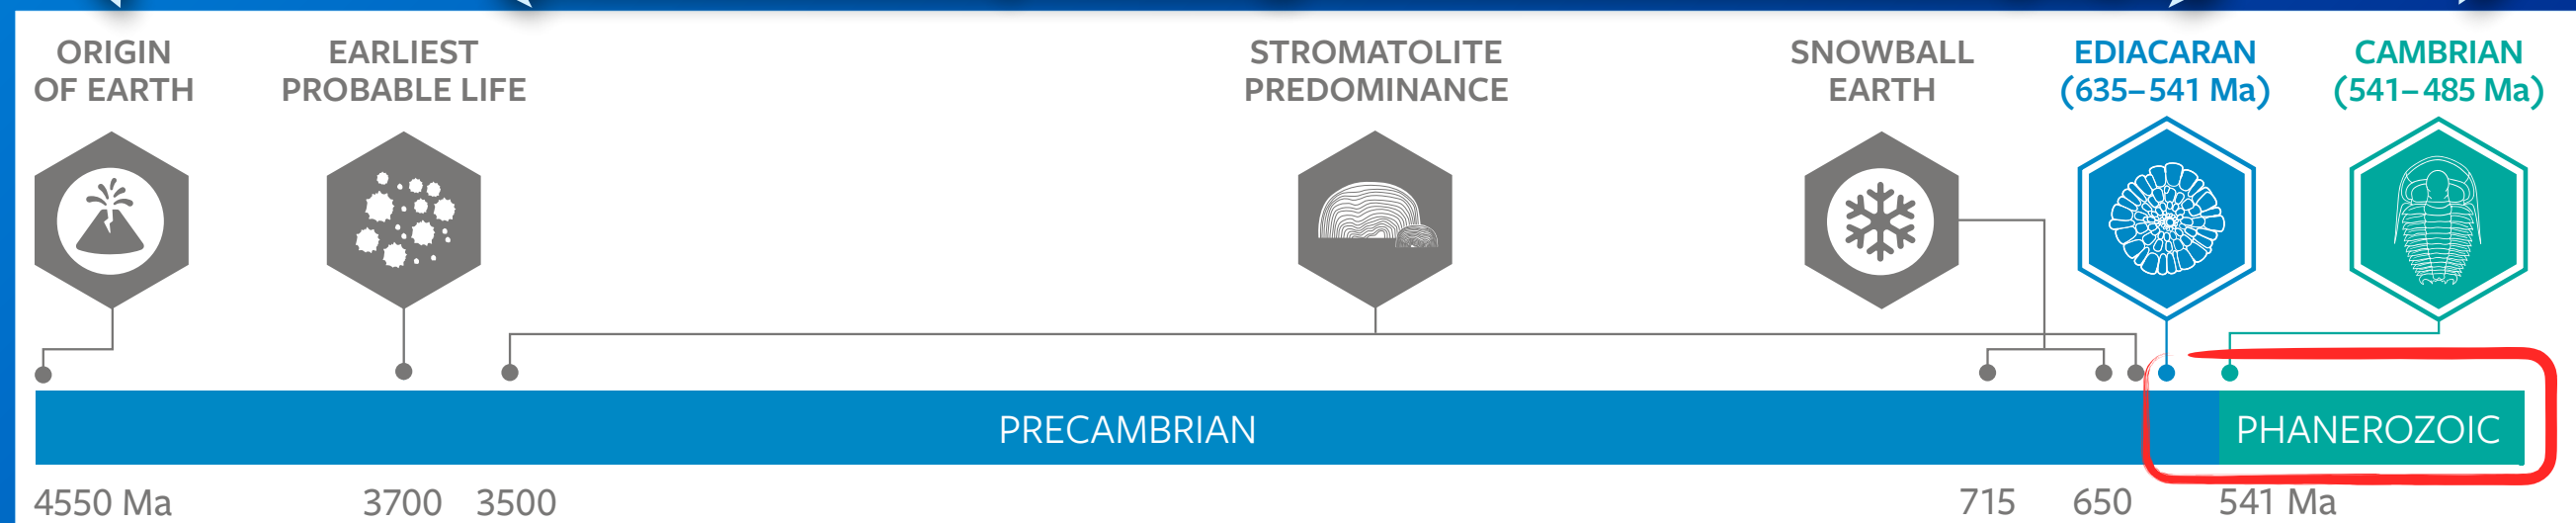 ORIGIN
OF EARTH
EARLIEST
PROBABLE LIFE
STROMATOLITE
PREDOMINANCE
SNOWBALL
EARTH
EDIACARAN
(635–541 Ma)
CAMBRIAN
(541–485 Ma)
PRECAMBRIAN
PHANEROZOIC
4550 Ma
3700
3500
715
650
541 Ma